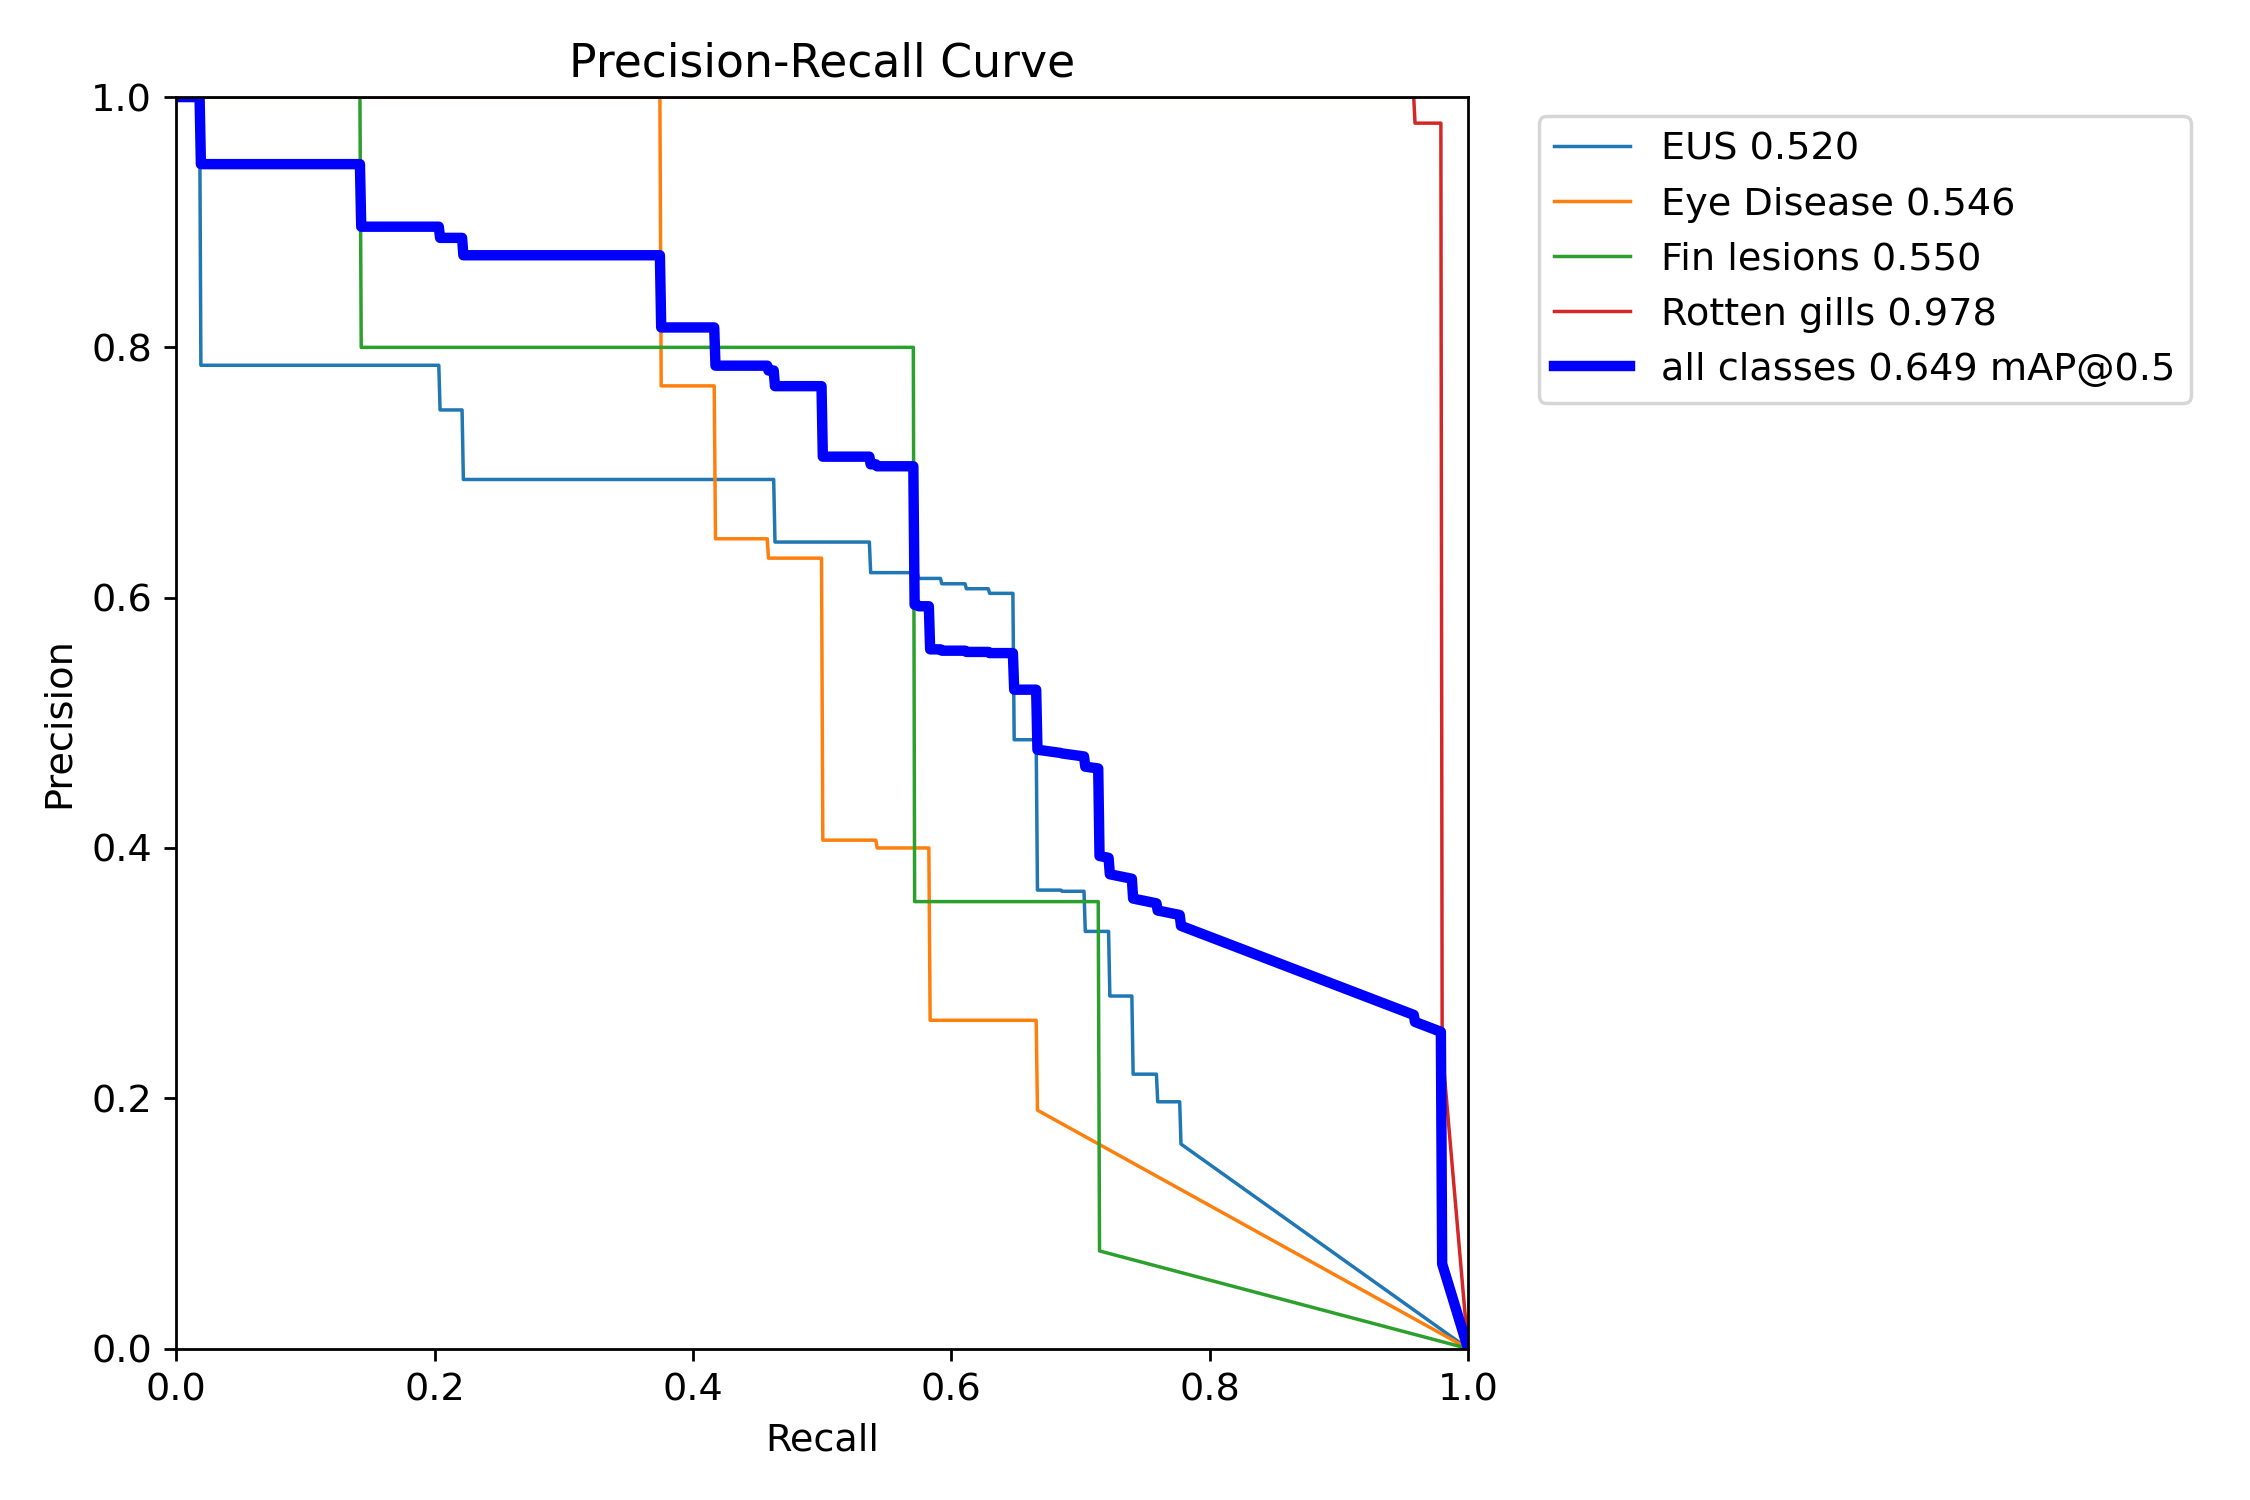 Precision-Recall Curve
1.0
0.8
0.6
0.4
0.2
0.0
Precision
0.0 0.2 0.4 0.6 0.8 1.0
Recall
EUS 0.520
Eye Disease 0.546
Fin lesions 0.550
Rotten gills 0.978
all classes 0.649 mAP@0.5